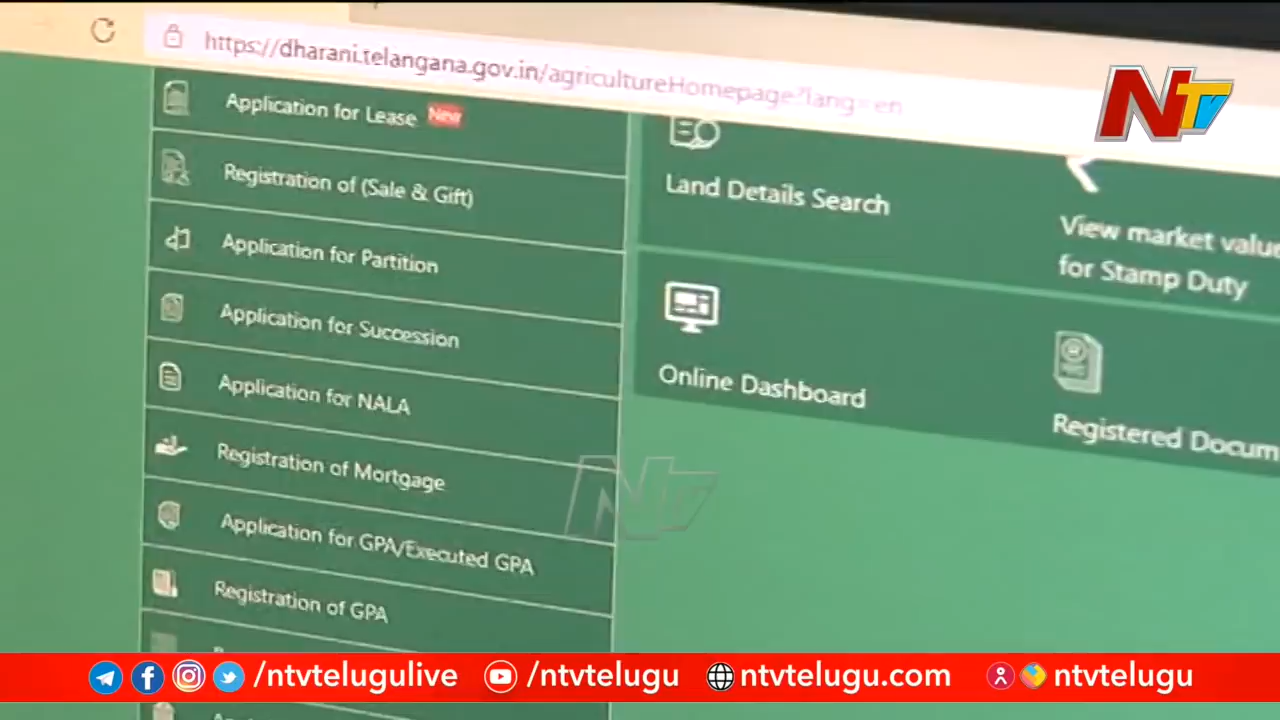 https://dharani.telangana.gov.in/agricultureHomepage?lang=en
NTV
Application for Lease New
Registration of (Sale & Gift)
Application for Partition
Application for Succession
Application for NALA
Registration of Mortgage
Application for GPA/Executed GPA
Registration of GPA
Land Details Search
View market value
for Stamp Duty
Online Dashboard
Registered Docum
NTV
/ntvtelugulive /ntvtelugu ntvtelugu.com ntvtelugu